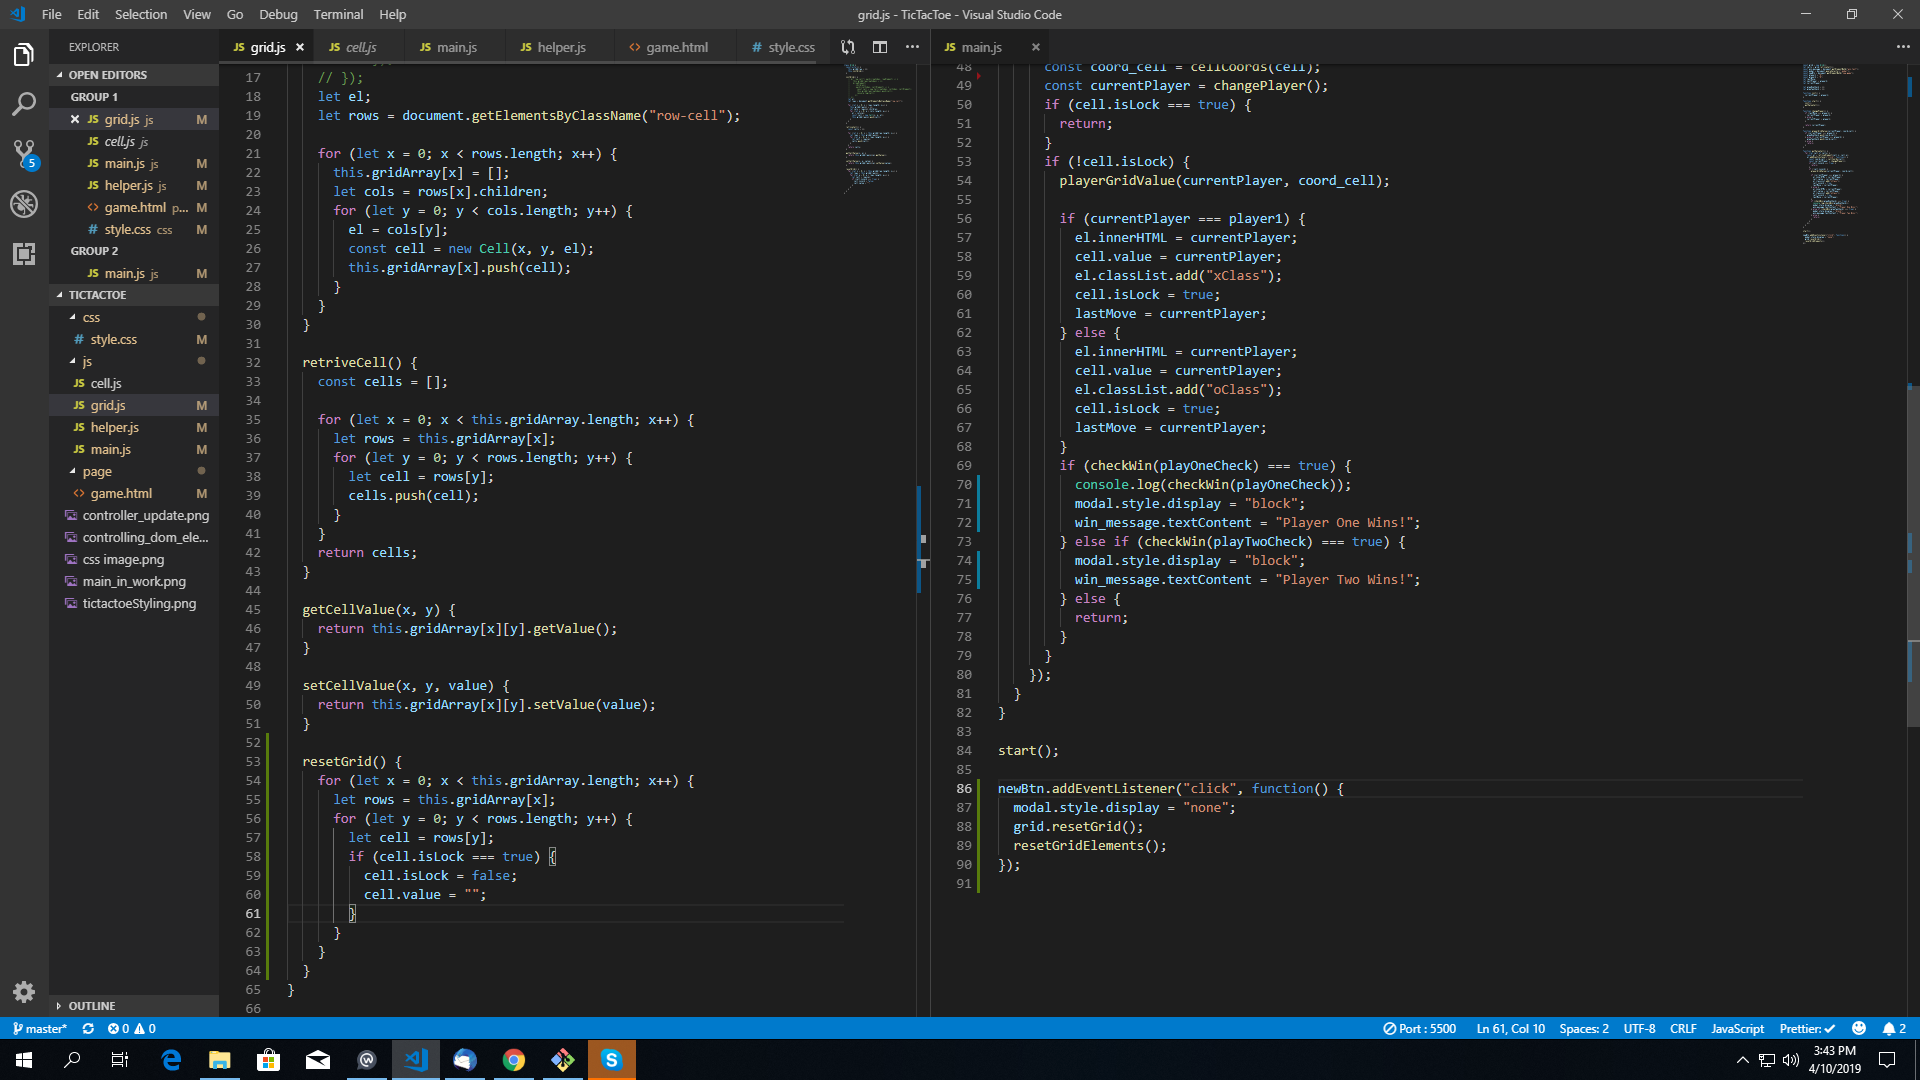 File Edit Selection View Go Debug Terminal Help
grid.js - TicTacToe - Visual Studio Code
EXPLORER
OPEN EDITORS
GROUP 1
JS grid.js js M
JS cell.js js
JS main.js js M
JS helper.js js M
<> game.html p... M
# style.css css M
GROUP 2
JS main.js js M
TICTACTOE
css
# style.css M
js
JS cell.js
JS grid.js M
JS helper.js M
JS main.js M
page
<> game.html M
controller_update.png
controlling_dom_ele...
css image.png
main_in_work.png
tictactoeStyling.png
OUTLINE
5
JS grid.js JS cell.js JS main.js JS helper.js <> game.html # style.css
17 // });
18 let el;
19 let rows = document.getElementsByClassName("row-cell");
20
21 for (let x = 0; x < rows.length; x++) {
22 this.gridArray[x] = [];
23 let cols = rows[x].children;
24 for (let y = 0; y < cols.length; y++) {
25 el = cols[y];
26 const cell = new Cell(x, y, el);
27 this.gridArray[x].push(cell);
28 }
29 }
30 }
31
32 retriveCell() {
33 const cells = [];
34
35 for (let x = 0; x < this.gridArray.length; x++) {
36 let rows = this.gridArray[x];
37 for (let y = 0; y < rows.length; y++) {
38 let cell = rows[y];
39 cells.push(cell);
40 }
41 }
42 return cells;
43 }
44
45 getCellValue(x, y) {
46 return this.gridArray[x][y].getValue();
47 }
48
49 setCellValue(x, y, value) {
50 return this.gridArray[x][y].setValue(value);
51 }
52
53 resetGrid() {
54 for (let x = 0; x < this.gridArray.length; x++) {
55 let rows = this.gridArray[x];
56 for (let y = 0; y < rows.length; y++) {
57 let cell = rows[y];
58 if (cell.isLock === true) {
59 cell.isLock = false;
60 cell.value = "";
61 }
62 }
63 }
64 }
65 }
66
JS main.js
48 const coord_cell = cellCoords(cell);
49 const currentPlayer = changePlayer();
50 if (cell.isLock === true) {
51 return;
52 }
53 if (!cell.isLock) {
54 playerGridValue(currentPlayer, coord_cell);
55
56 if (currentPlayer === player1) {
57 el.innerHTML = currentPlayer;
58 cell.value = currentPlayer;
59 el.classList.add("xClass");
60 cell.isLock = true;
61 lastMove = currentPlayer;
62 } else {
63 el.innerHTML = currentPlayer;
64 cell.value = currentPlayer;
65 el.classList.add("oClass");
66 cell.isLock = true;
67 lastMove = currentPlayer;
68 }
69 if (checkWin(playOneCheck) === true) {
70 console.log(checkWin(playOneCheck));
71 modal.style.display = "block";
72 win_message.textContent = "Player One Wins!";
73 } else if (checkWin(playTwoCheck) === true) {
74 modal.style.display = "block";
75 win_message.textContent = "Player Two Wins!";
76 } else {
77 return;
78 }
79 }
80 });
81 }
82 }
83
84 start();
85
86 newBtn.addEventListener("click", function() {
87 modal.style.display = "none";
88 grid.resetGrid();
89 resetGridElements();
90 });
91
master* 0 0 Port : 5500 Ln 61, Col 10 Spaces: 2 UTF-8 CRLF JavaScript Prettier: 2
3:43 PM
4/10/2019